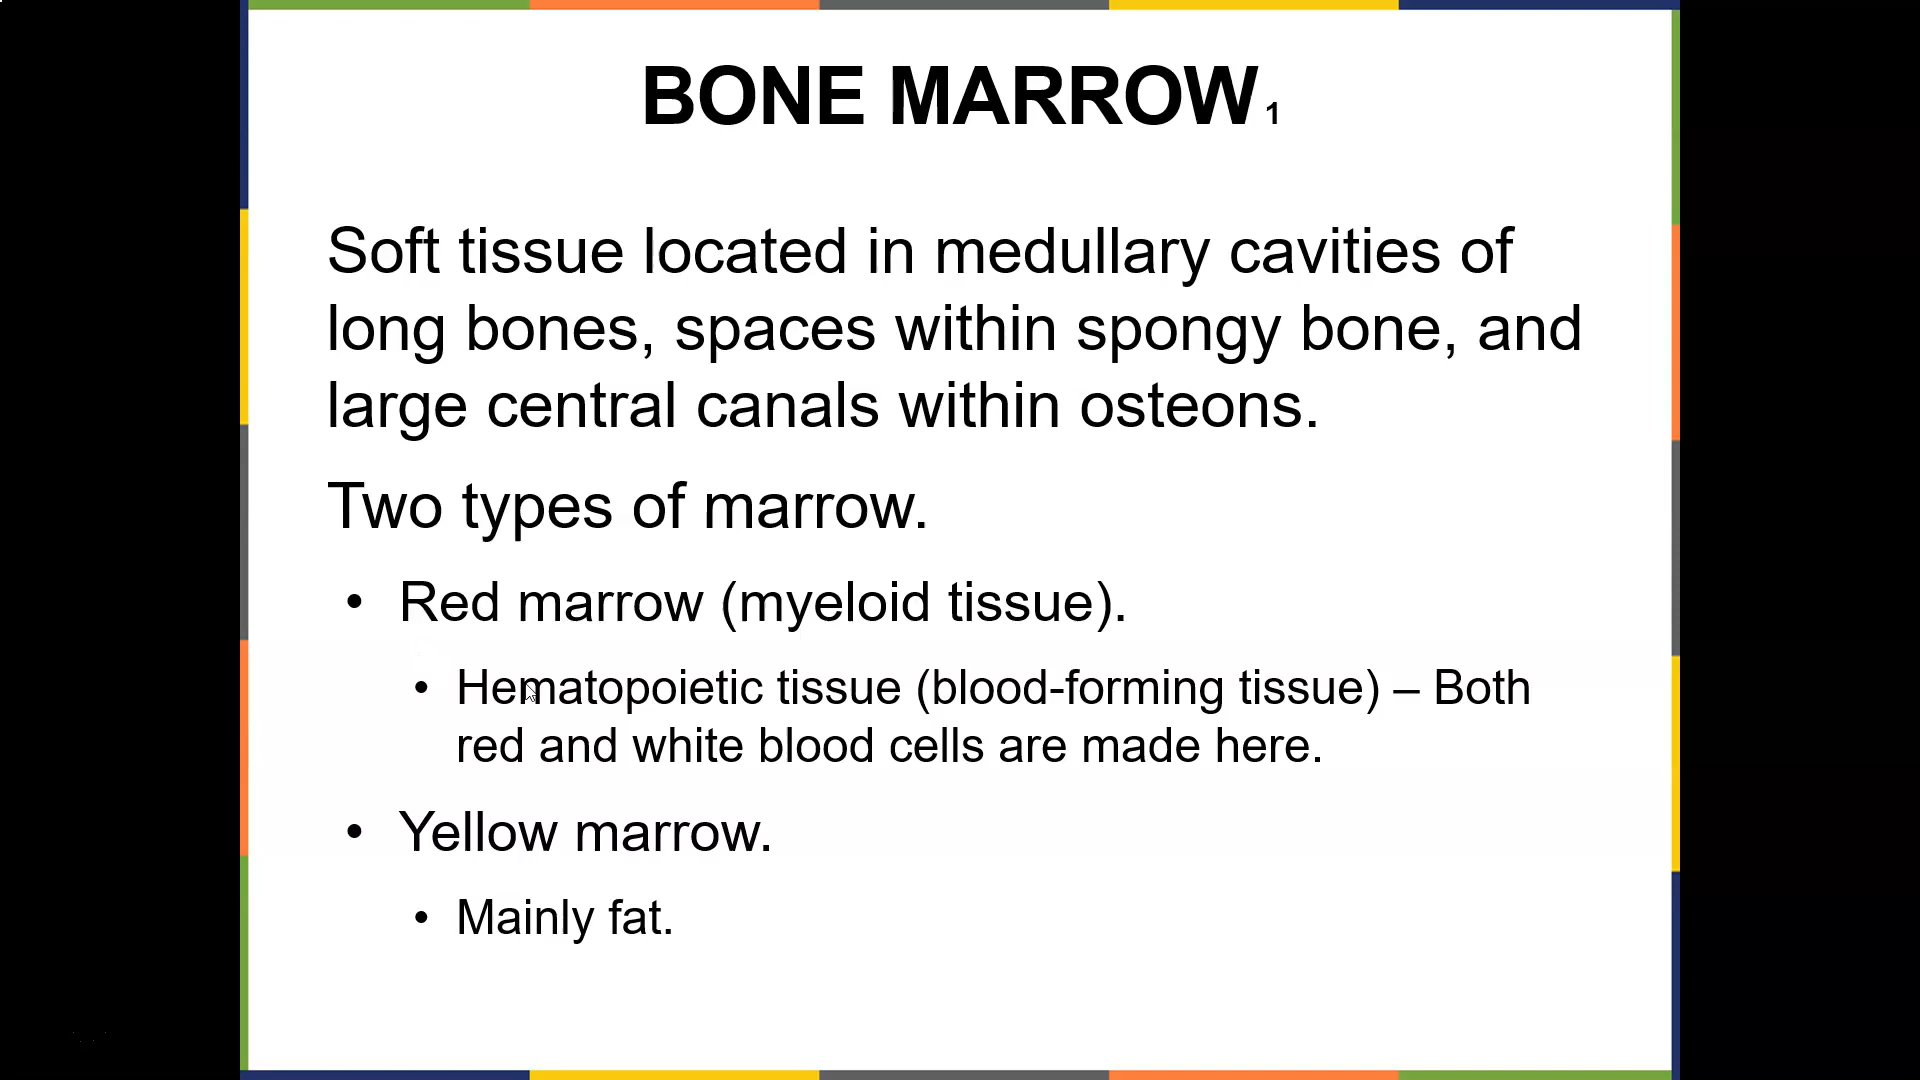 BONE MARROW 1
Soft tissue located in medullary cavities of
long bones, spaces within spongy bone, and
large central canals within osteons.
Two types of marrow.
• Red marrow (myeloid tissue).
• Hematopoietic tissue (blood-forming tissue) – Both
red and white blood cells are made here.
• Yellow marrow.
• Mainly fat.